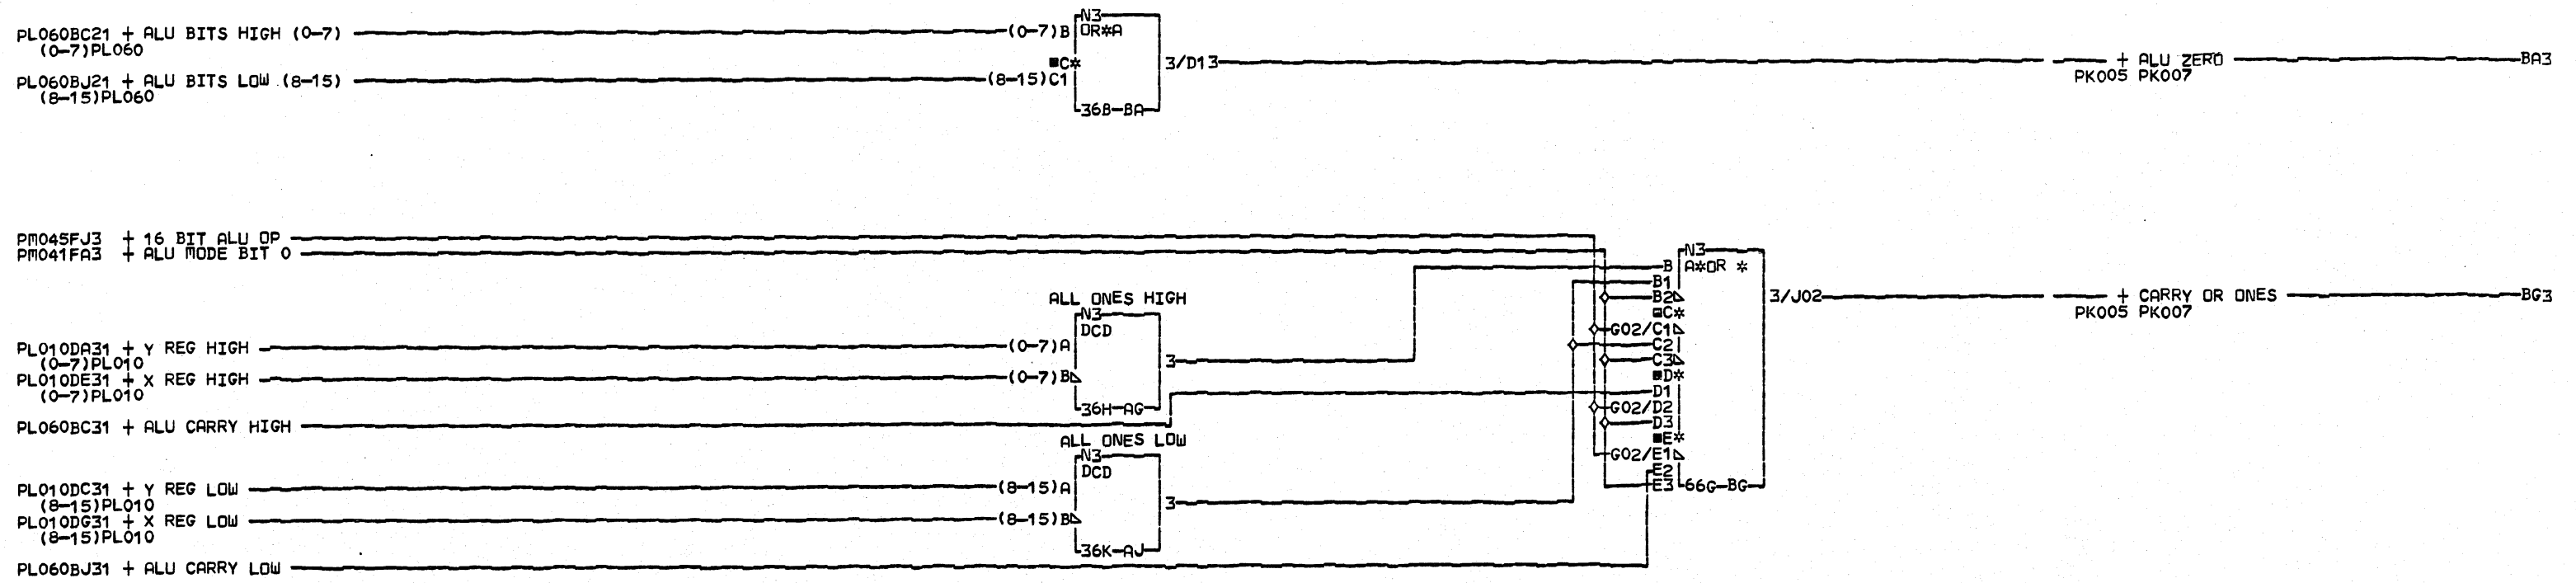 N3
PL060BC21 + ALU BITS HIGH (0-7) (0-7)B OR*A
(0-7)PL060
■C* 3/D13 + ALU ZERO BA3
PK005 PK007
PL060BJ21 + ALU BITS LOW (8-15) (8-15)C1
(8-15)PL060
36B-BA
PM045FJ3 + 16 BIT ALU OP
PM041FA3 + ALU MODE BIT 0 N3
B A*OR *
B1
ALL ONES HIGH B2 3/J02 + CARRY OR ONES BG3
N3 ■C* PK005 PK007
DCD G02/C1
PL010DA31 + Y REG HIGH (0-7)A C2
(0-7)PL010 3 C3
PL010DE31 + X REG HIGH (0-7)B ■D*
(0-7)PL010 D1
36H-AG G02/D2
PL060BC31 + ALU CARRY HIGH D3
ALL ONES LOW ■E*
N3 G02/E1
DCD E2
PL010DC31 + Y REG LOW (8-15)A E3 66G-BG
(8-15)PL010 3
PL010DG31 + X REG LOW (8-15)B
(8-15)PL010
36K-AJ
PL060BJ31 + ALU CARRY LOW